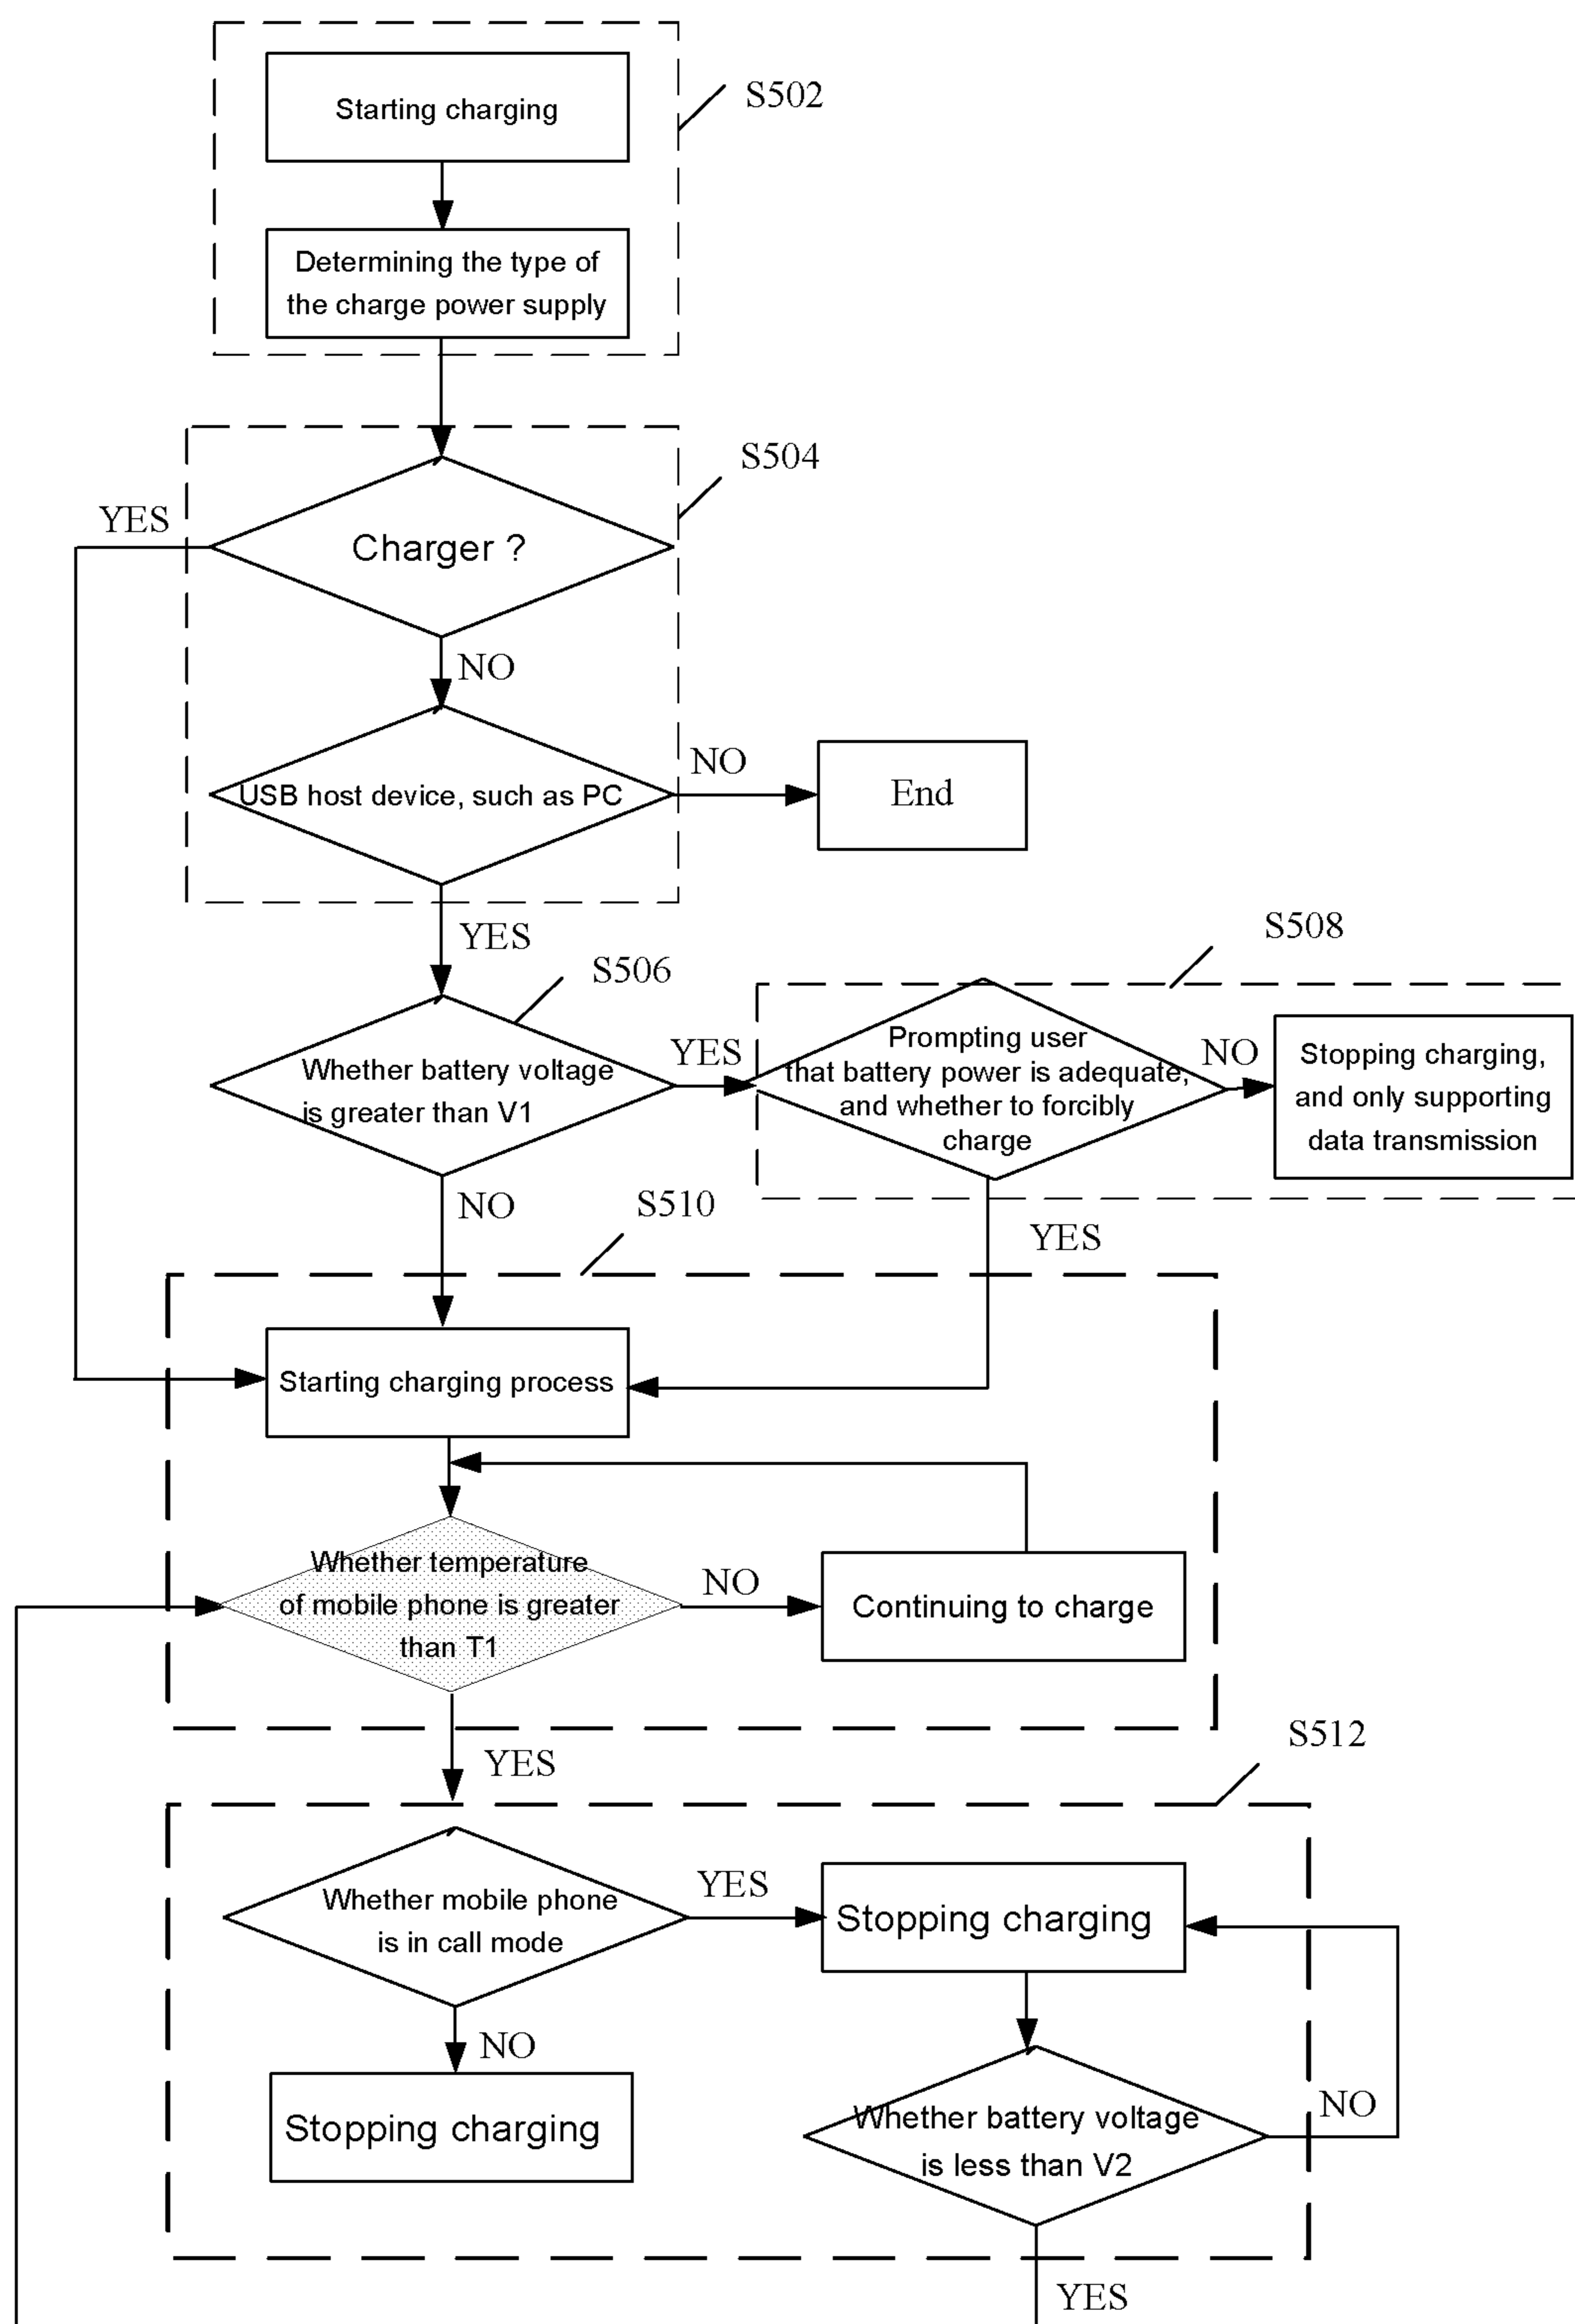 Starting charging
S502
Determining the type of
the charge power supply
S504
YES
Charger ?
NO
USB host device, such as PC
NO
End
YES
S506
S508
Whether battery voltage
is greater than V1
YES
Prompting user
that battery power is adequate,
and whether to forcibly
charge
NO
Stopping charging,
and only supporting
data transmission
NO
S510
YES
Starting charging process
Whether temperature
of mobile phone is greater
than T1
NO
Continuing to charge
YES
S512
Whether mobile phone
is in call mode
YES
Stopping charging
NO
Stopping charging
Whether battery voltage
is less than V2
NO
YES